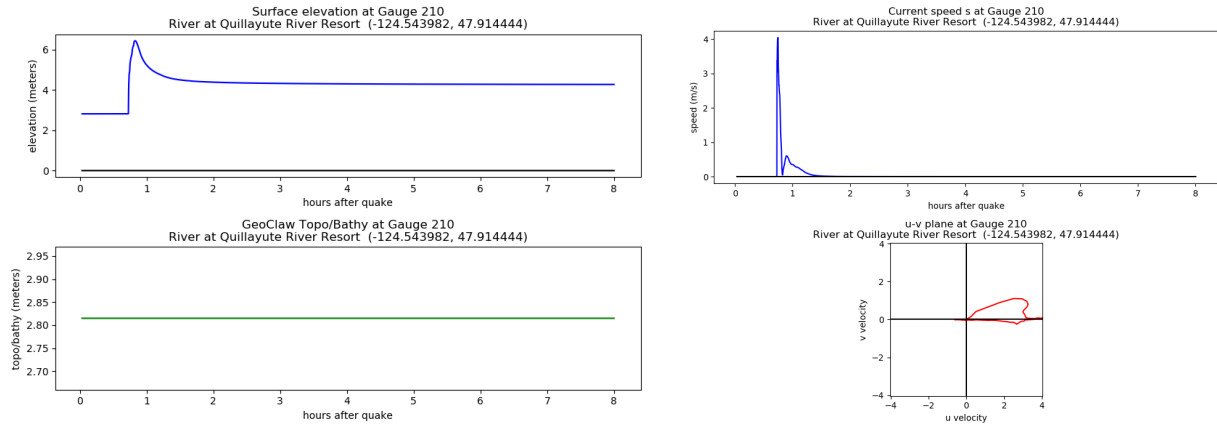 Surface elevation at Gauge 210
River at Quillayute River Resort (-124.543982, 47.914444)
elevation (meters)
6
4
2
0
0 1 2 3 4 5 6 7 8
hours after quake
Current speed s at Gauge 210
River at Quillayute River Resort (-124.543982, 47.914444)
speed (m/s)
4
3
2
1
0
0 1 2 3 4 5 6 7 8
hours after quake
GeoClaw Topo/Bathy at Gauge 210
River at Quillayute River Resort (-124.543982, 47.914444)
topo/bathy (meters)
2.95
2.90
2.85
2.80
2.75
2.70
0 1 2 3 4 5 6 7 8
hours after quake
u-v plane at Gauge 210
River at Quillayute River Resort (-124.543982, 47.914444)
v velocity
4
2
0
−2
−4
−4 −2 0 2 4
u velocity